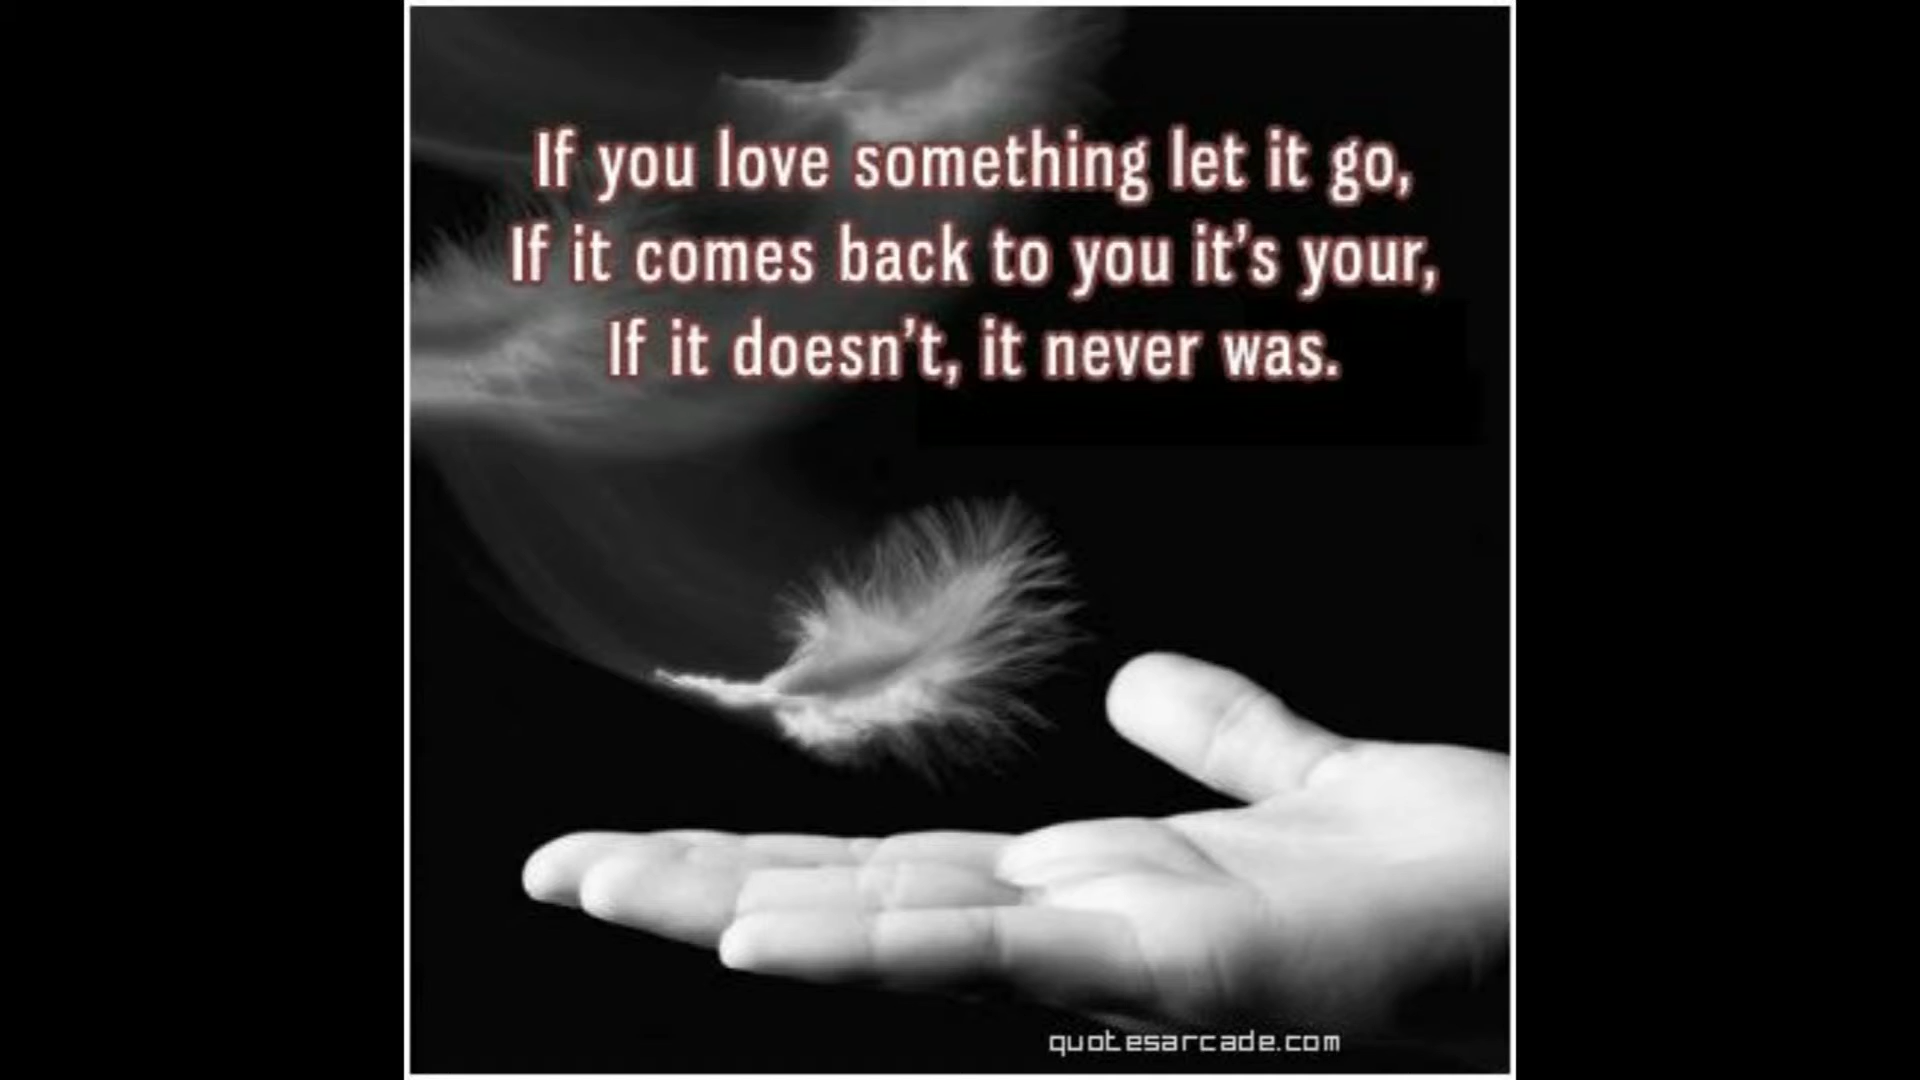 If you love something let it go,
If it comes back to you it's your,
If it doesn't, it never was.
quotesarcade.com